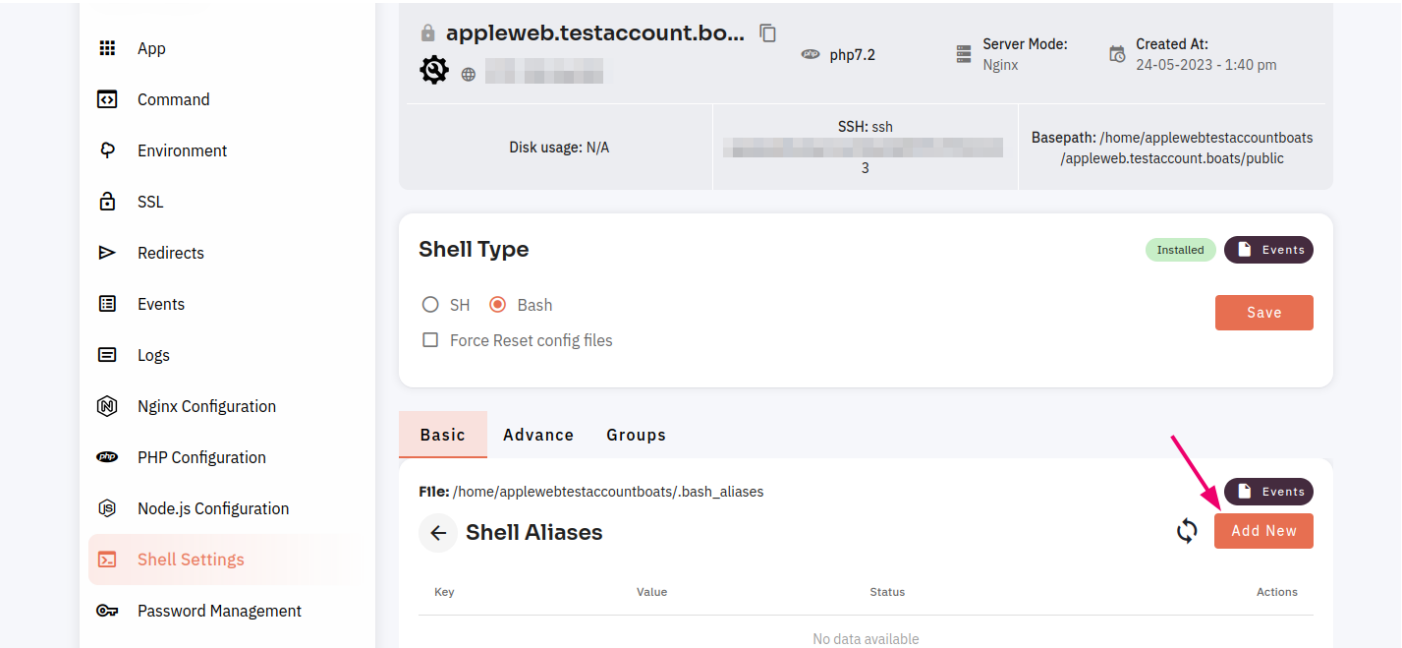 App
Command
Environment
SSL
Redirects
Events
Logs
Nginx Configuration
PHP Configuration
Node.js Configuration
Shell Settings
Password Management
appleweb.testaccount.bo...
php php7.2
Server Mode:
Nginx
Created At:
24-05-2023 - 1:40 pm
Disk usage: N/A
SSH: ssh
3
Basepath: /home/applewebtestaccountboats
/appleweb.testaccount.boats/public
Shell Type
Installed
Events
SH
Bash
Save
Force Reset config files
Basic
Advance
Groups
File: /home/applewebtestaccountboats/.bash_aliases
Events
Shell Aliases
Add New
Key
Value
Status
Actions
No data available